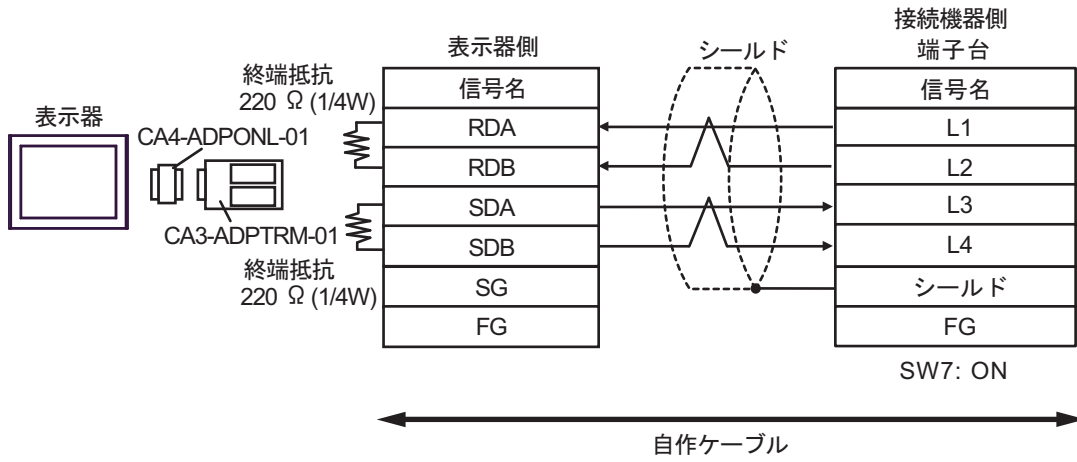 接続機器側
表示器側
シールド
端子台
終端抵抗
220 Ω (1/4W)
信号名
信号名
表示器
CA4-ADPONL-01
RDA
L1
RDB
L2
SDA
L3
CA3-ADPTRM-01
SDB
L4
終端抵抗
220 Ω (1/4W)
SG
シールド
FG
FG
SW7: ON
自作ケーブル